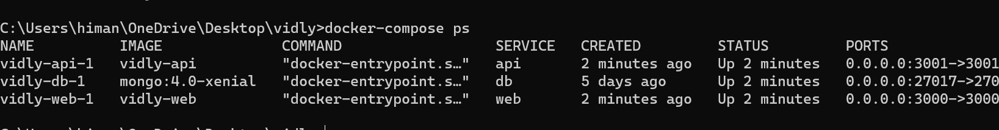 C:\Users\himan\OneDrive\Desktop\vidly>docker-compose ps
NAME          IMAGE              COMMAND                  SERVICE   CREATED         STATUS         PORTS
vidly-api-1   vidly-api          "docker-entrypoint.s…"   api       2 minutes ago   Up 2 minutes   0.0.0.0:3001->3001
vidly-db-1    mongo:4.0-xenial   "docker-entrypoint.s…"   db        5 days ago      Up 2 minutes   0.0.0.0:27017->270
vidly-web-1   vidly-web          "docker-entrypoint.s…"   web       2 minutes ago   Up 2 minutes   0.0.0.0:3000->3000